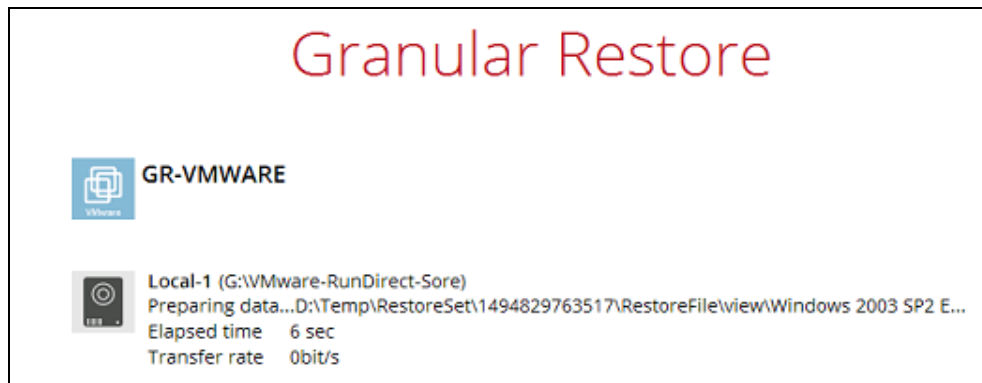 Granular Restore
GR-VMWARE
VMware
Local-1 (G:\VMware-RunDirect-Sore)
Preparing data...D:\Temp\RestoreSet\1494829763517\RestoreFile\view\Windows 2003 SP2 E...
Elapsed time 6 sec
Transfer rate 0bit/s